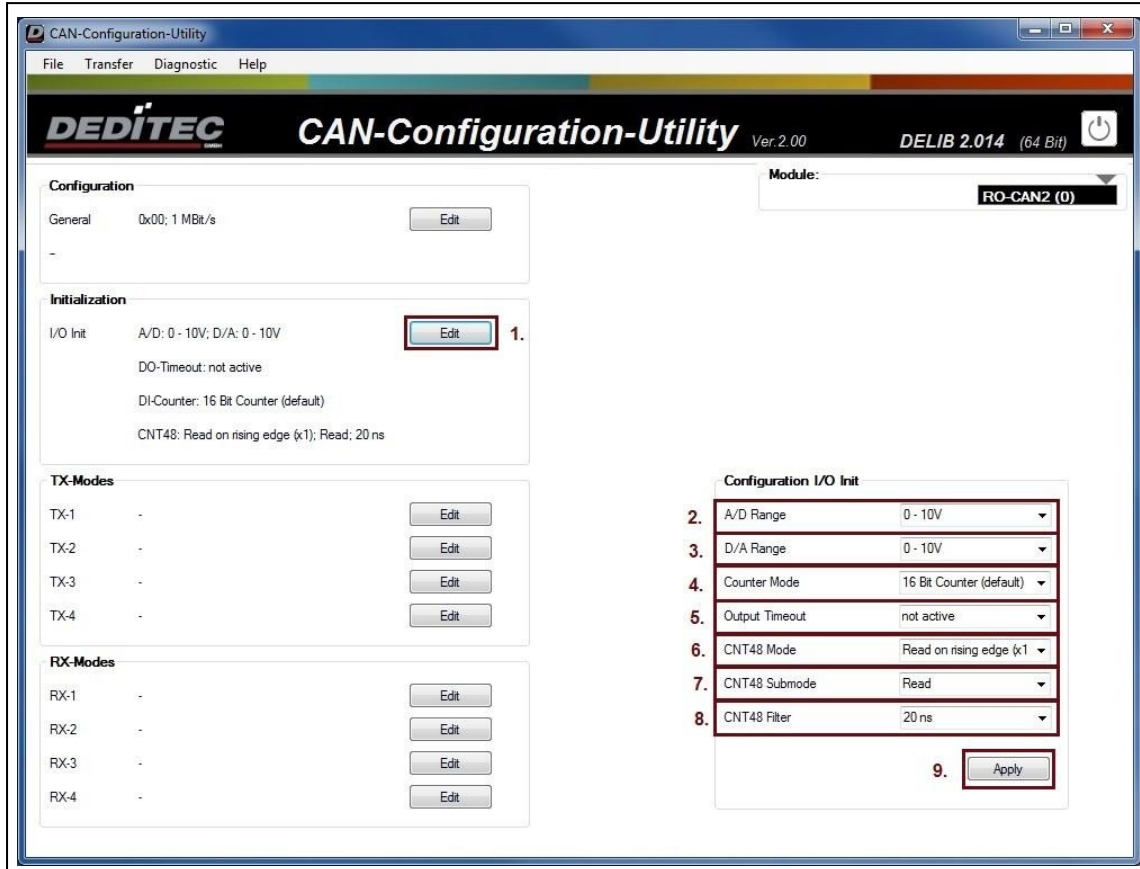 CAN-Configuration-Utility
File Transfer Diagnostic Help
DEDITEC
GMBH
CAN-Configuration-Utility Ver.2.00
DELIB 2.014 (64 Bit)
Module:
RO-CAN2 (0)
Configuration
General 0x00; 1 MBit/s Edit
-
Initialization
I/O Init A/D: 0 - 10V; D/A: 0 - 10V Edit 1.
DO-Timeout: not active
DI-Counter: 16 Bit Counter (default)
CNT48: Read on rising edge (x1); Read; 20 ns
TX-Modes
TX-1 - Edit
TX-2 - Edit
TX-3 - Edit
TX-4 - Edit
RX-Modes
RX-1 - Edit
RX-2 - Edit
RX-3 - Edit
RX-4 - Edit
Configuration I/O Init
2. A/D Range 0 - 10V
3. D/A Range 0 - 10V
4. Counter Mode 16 Bit Counter (default)
5. Output Timeout not active
6. CNT48 Mode Read on rising edge (x1
7. CNT48 Submode Read
8. CNT48 Filter 20 ns
9. Apply